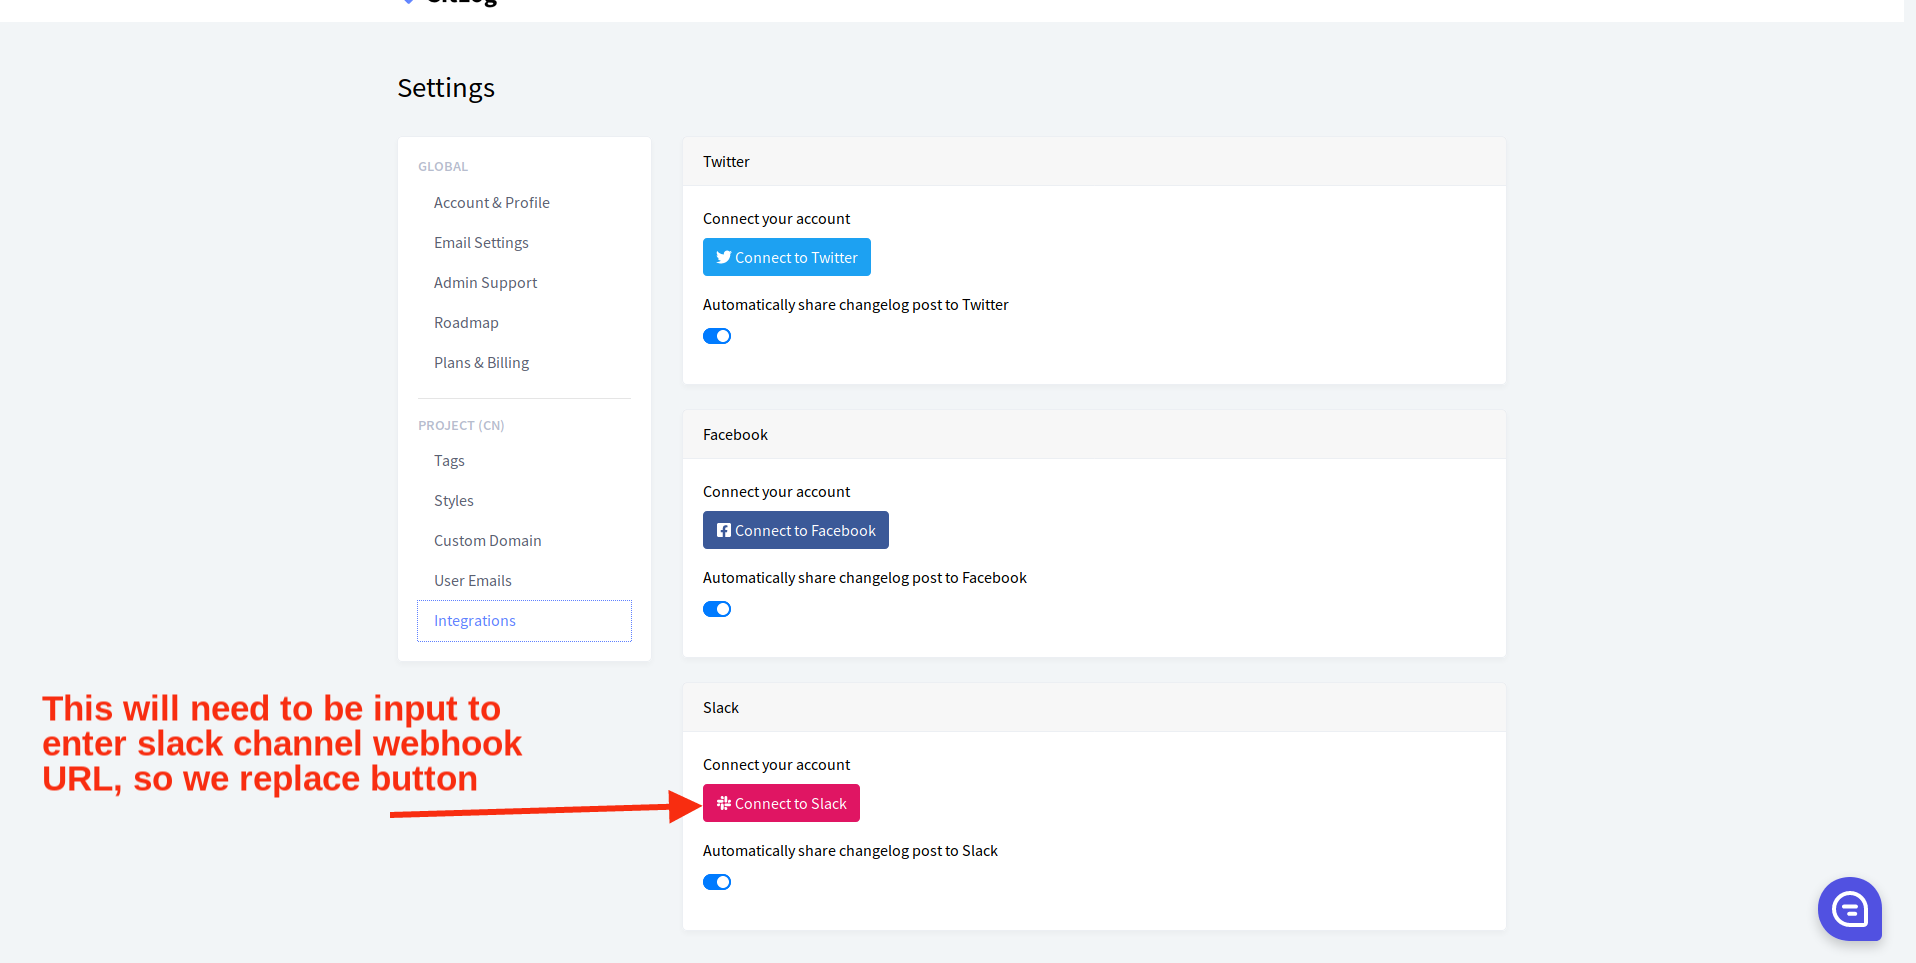 Settings
GLOBAL
Account & Profile
Email Settings
Admin Support
Roadmap
Plans & Billing
PROJECT (CN)
Tags
Styles
Custom Domain
User Emails
Integrations
This will need to be input to
enter slack channel webhook
URL, so we replace button
Twitter
Connect your account
Connect to Twitter
Automatically share changelog post to Twitter
Facebook
Connect your account
Connect to Facebook
Automatically share changelog post to Facebook
Slack
Connect your account
Connect to Slack
Automatically share changelog post to Slack